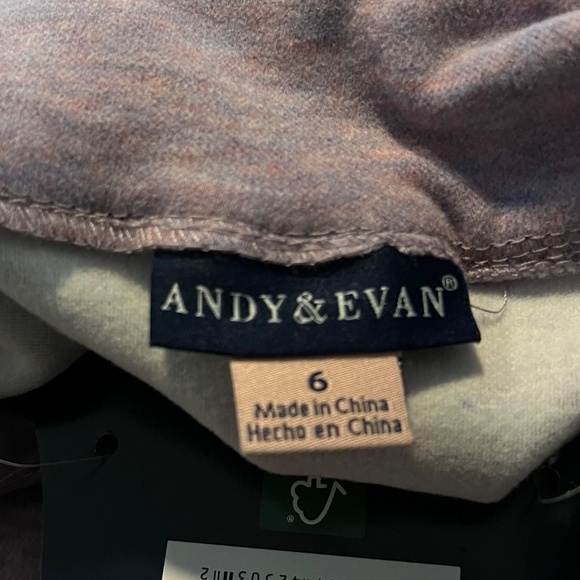 ANDY & EVAN®
6
Made in China
Hecho en China
®